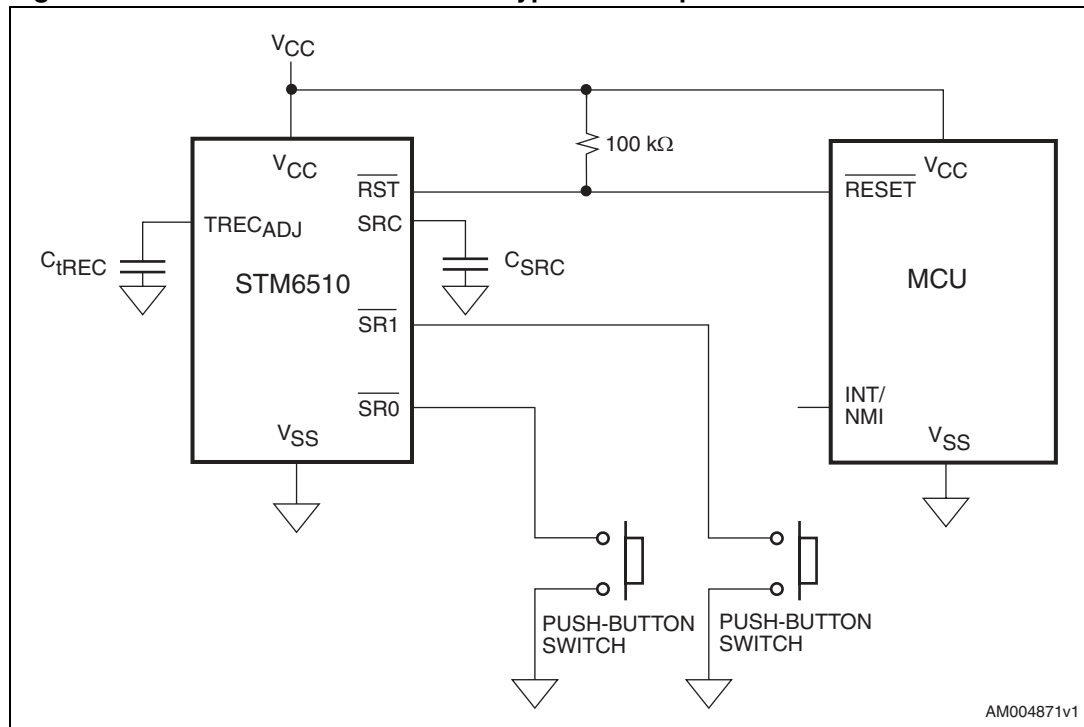 VCC
100 kΩ
VCC
RST
TRECADJ
SRC
CtREC
CSRC
STM6510
SR1
SR0
VSS
VCC
RESET
MCU
INT/
NMI
VSS
PUSH-BUTTON
SWITCH
PUSH-BUTTON
SWITCH
AM004871v1